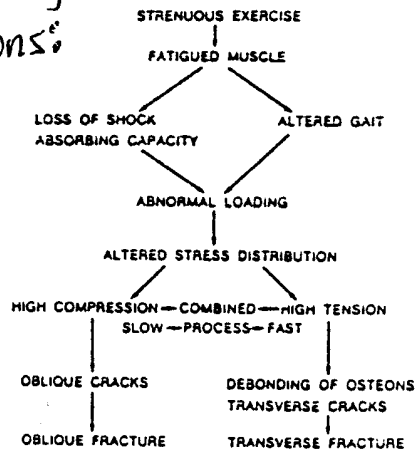 STRENUOUS EXERCISE
ons:
FATIGUED MUSCLE
LOSS OF SHOCK ALTERED GAIT
ABSORBING CAPACITY
ABNORMAL LOADING
ALTERED STRESS DISTRIBUTION
HIGH COMPRESSION COMBINED HIGH TENSION
SLOW PROCESS FAST
OBLIQUE CRACKS DEBONDING OF OSTEONS
TRANSVERSE CRACKS
OBLIQUE FRACTURE TRANSVERSE FRACTURE